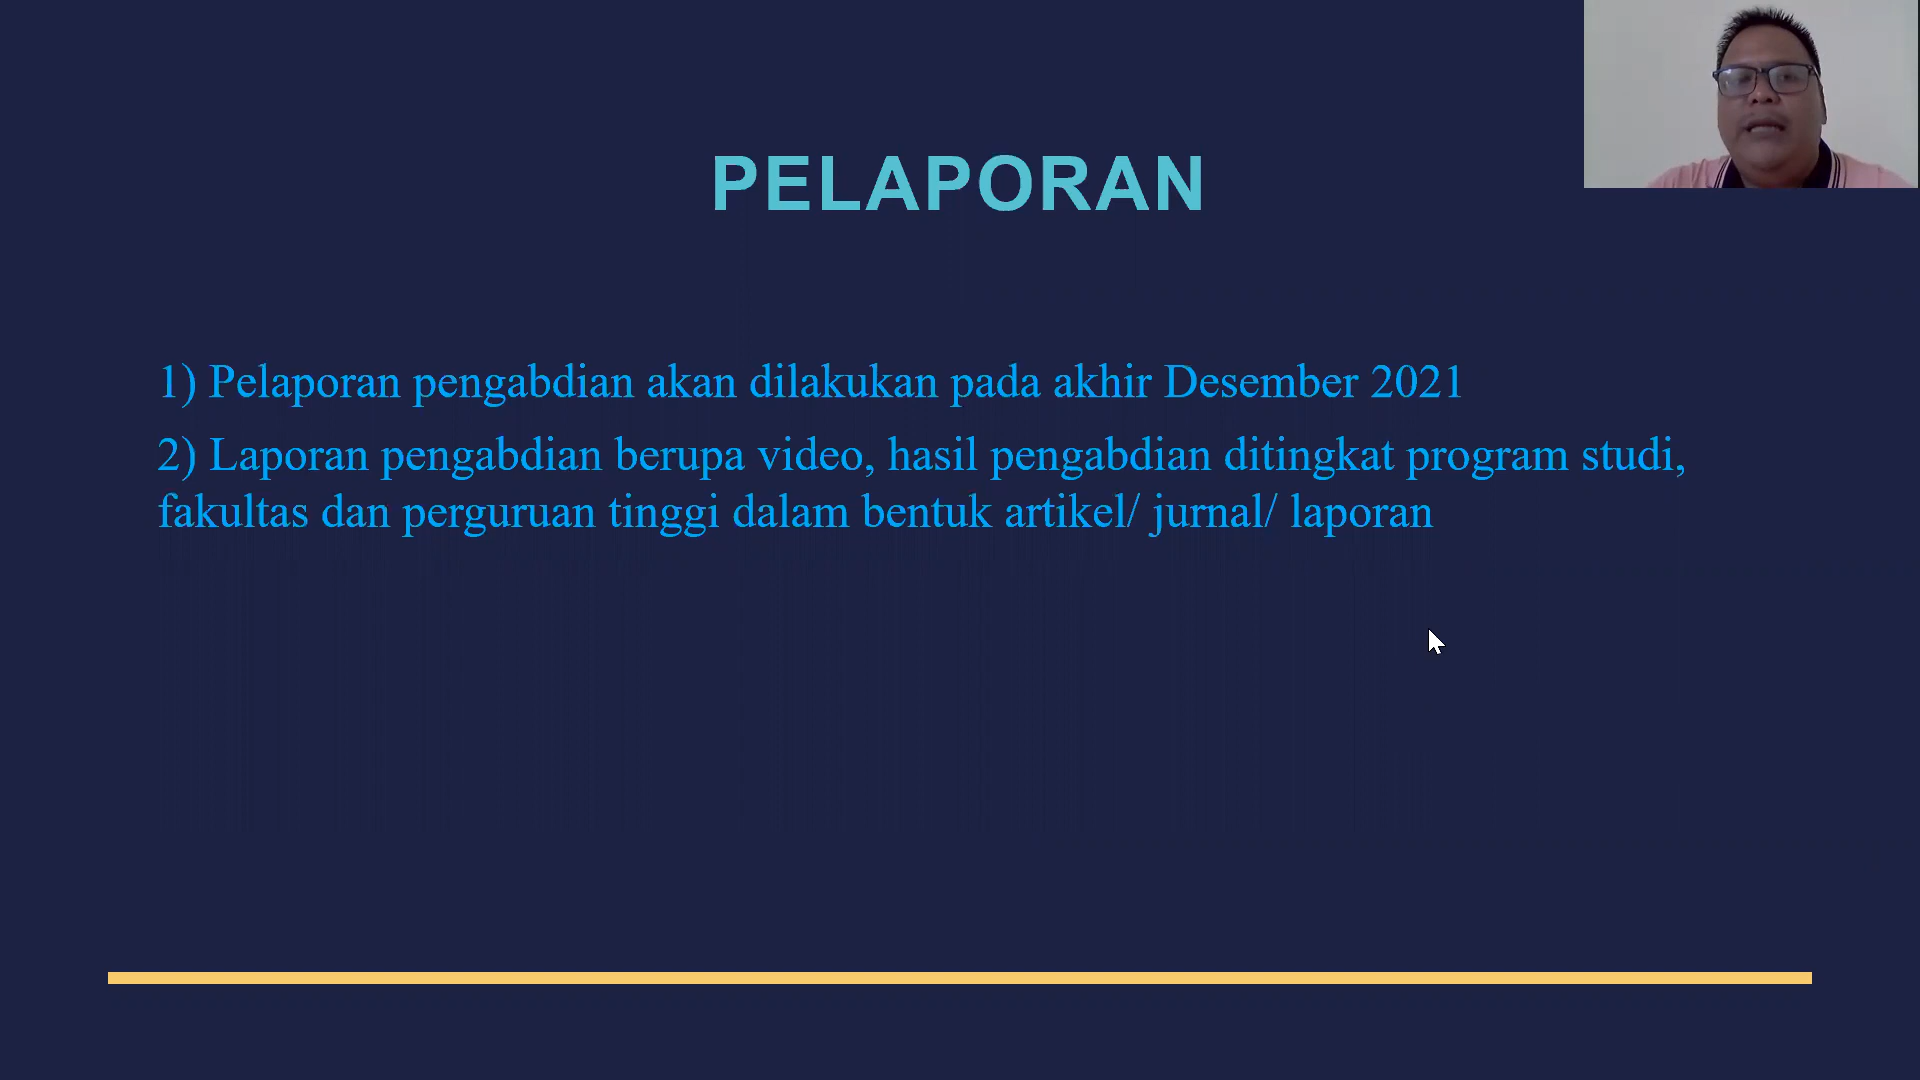 PELAPORAN
1) Pelaporan pengabdian akan dilakukan pada akhir Desember 2021
2) Laporan pengabdian berupa video, hasil pengabdian ditingkat program studi,
fakultas dan perguruan tinggi dalam bentuk artikel/ jurnal/ laporan